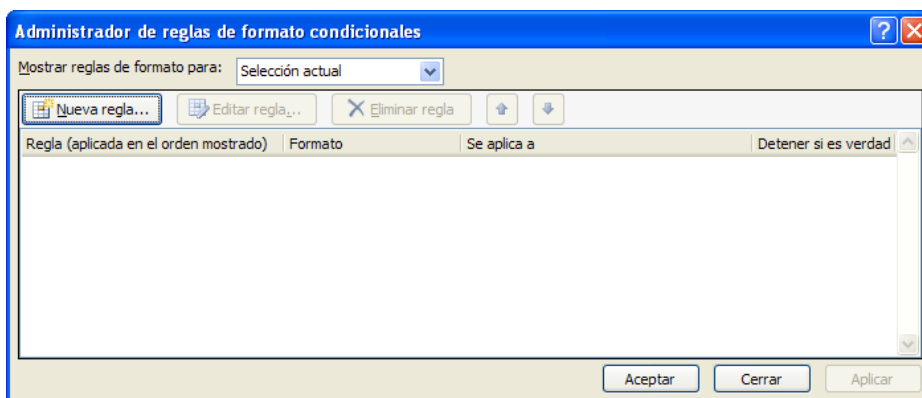 Administrador de reglas de formato condicionales
Mostrar reglas de formato para: Selección actual
Nueva regla... Editar regla... Eliminar regla
Regla (aplicada en el orden mostrado) Formato Se aplica a Detener si es verdad
Aceptar Cerrar Aplicar